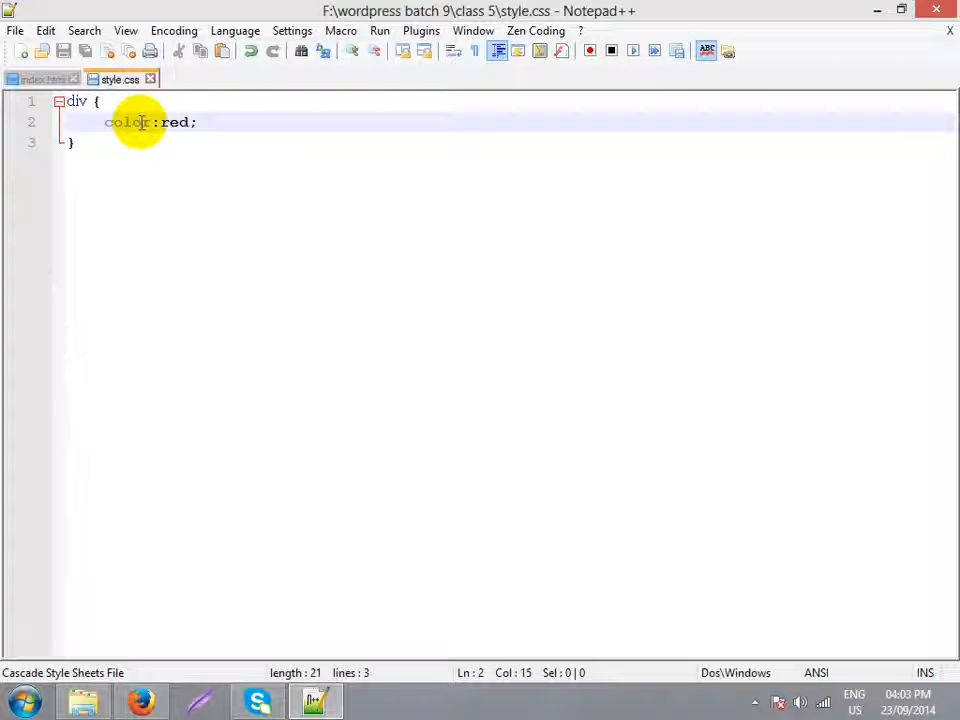 F:\wordpress batch 9\class 5\style.css - Notepad++
File Edit Search View Encoding Language Settings Macro Run Plugins Window Zen Coding ? X
ABC
index.html style.css
1 div {
2 color:red;
3 }
Cascade Style Sheets File length : 21 lines : 3 Ln : 2 Col : 15 Sel : 0 | 0 Dos\Windows ANSI INS
ENG 04:03 PM
US 23/09/2014